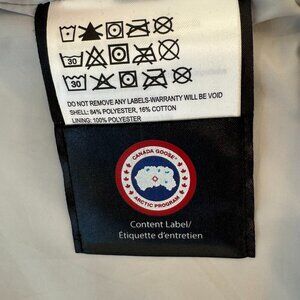 30
30
DO NOT REMOVE ANY LABELS-WARRANTY WILL BE VOID
SHELL: 84% POLYESTER, 16% COTTON
LINING: 100% POLYESTER
CANADA GOOSE
ARCTIC PROGRAM
Content Label/
Étiquette d'entretien